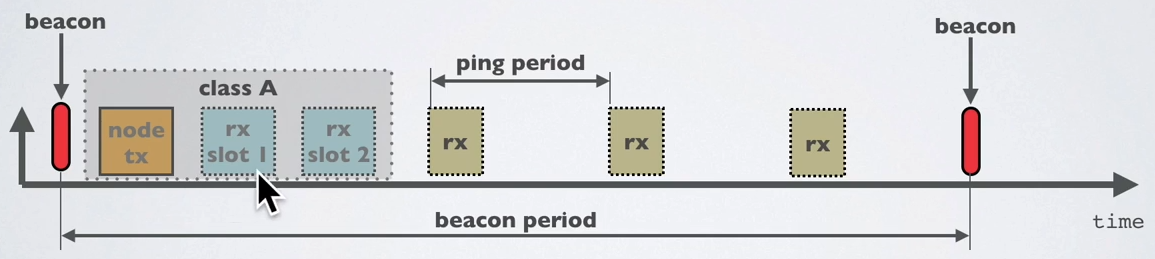 beacon
beacon
ping period
class A
node
tx
rx
slot 1
rx
slot 2
rx
rx
rx
beacon period
time